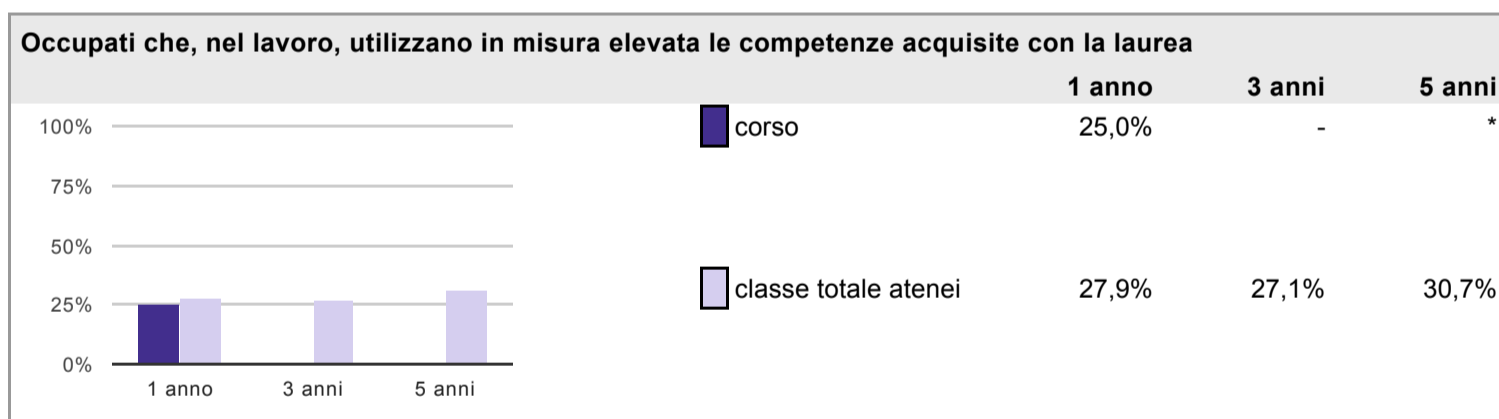 Occupati che, nel lavoro, utilizzano in misura elevata le competenze acquisite con la laurea
1 anno 3 anni 5 anni
100%
75%
50%
25%
0%
1 anno 3 anni 5 anni
corso 25,0% - *
classe totale atenei 27,9% 27,1% 30,7%